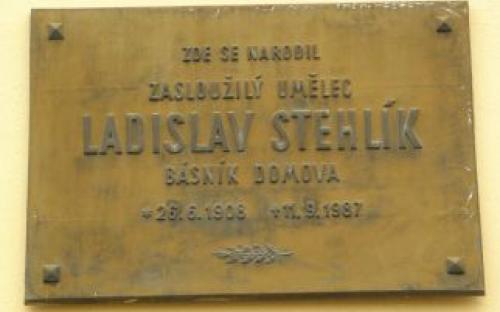 ZDE SE NARODIL
ZASLOUŽILÝ UMĚLEC
LADISLAV STEHLÍK
BÁSNÍK DOMOVA
*26.6.1908 †11.9.1987